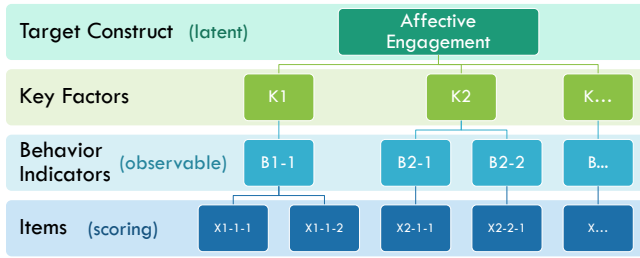 Target Construct (latent)
Affective
Engagement
Key Factors
K1
K2
K...
Behavior
Indicators
(observable)
B1-1
B2-1
B2-2
B...
Items (scoring)
X1-1-1
X1-1-2
X2-1-1
X2-2-1
X...